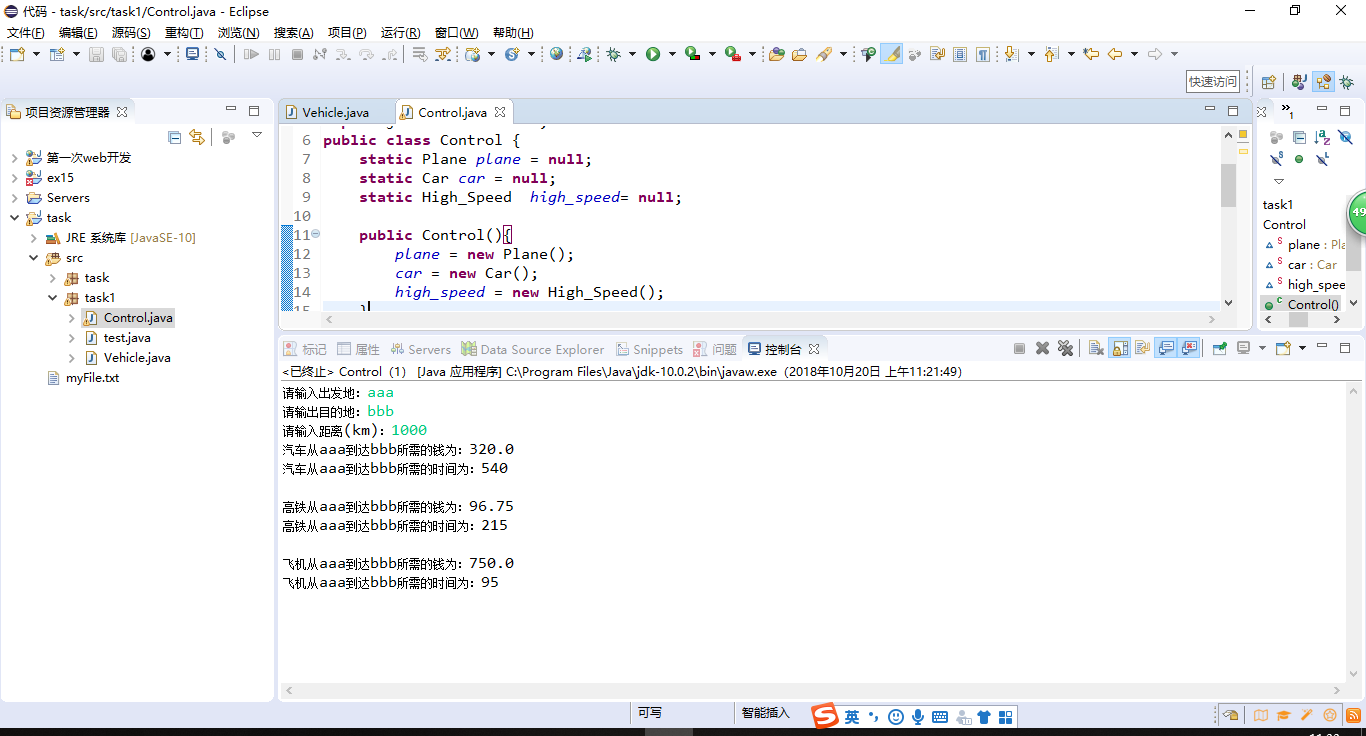 代码 - task/src/task1/Control.java - Eclipse
文件(F) 编辑(E) 源码(S) 重构(T) 浏览(N) 搜索(A) 项目(P) 运行(R) 窗口(W) 帮助(H)
快速访问
项目资源管理器
第一次web开发
ex15
Servers
task
JRE 系统库 [JavaSE-10]
src
task
task1
Control.java
test.java
Vehicle.java
myFile.txt
Vehicle.java Control.java
6 public class Control {
7 static Plane plane = null;
8 static Car car = null;
9 static High_Speed  high_speed= null;
10
11 public Control(){
12 plane = new Plane();
13 car = new Car();
14 high_speed = new High_Speed();
15 }
1
task1
Control
plane : Pla
car : Car
high_spee
Control()
49
标记 属性 Servers Data Source Explorer Snippets 问题 控制台
<已终止> Control（1） [Java 应用程序] C:\Program Files\Java\jdk-10.0.2\bin\javaw.exe（2018年10月20日 上午11:21:49）
请输入出发地：aaa
请输出目的地：bbb
请输入距离(km)：1000
汽车从aaa到达bbb所需的钱为：320.0
汽车从aaa到达bbb所需的时间为：540
高铁从aaa到达bbb所需的钱为：96.75
高铁从aaa到达bbb所需的时间为：215
飞机从aaa到达bbb所需的钱为：750.0
飞机从aaa到达bbb所需的时间为：95
可写 智能插入
英